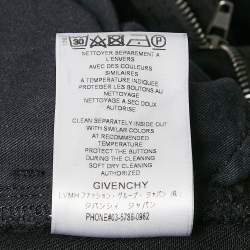 30 P
NETTOYER SEPAREMENT A
L'ENVERS
AVEC DES COULEURS
SIMILAIRES
A TEMPERATURE INDIQUEE
PROTEGER LES BOUTONS AU
NETTOYAGE
NETTOYAGE A SEC DOUX
AUTORISE
CLEAN SEPARATELY INSIDE OUT
WITH SIMILAR COLORS
AT RECOMMENDED
TEMPERATURE
PROTECT THE BUTTONS
DURING THE CLEANING
SOFT DRY CLEANING
AUTHORISED
GIVENCHY
LVMH ファッション・グループ・ジャパン
ジバンシィ ジャパン
PHONE#03-5786-0962